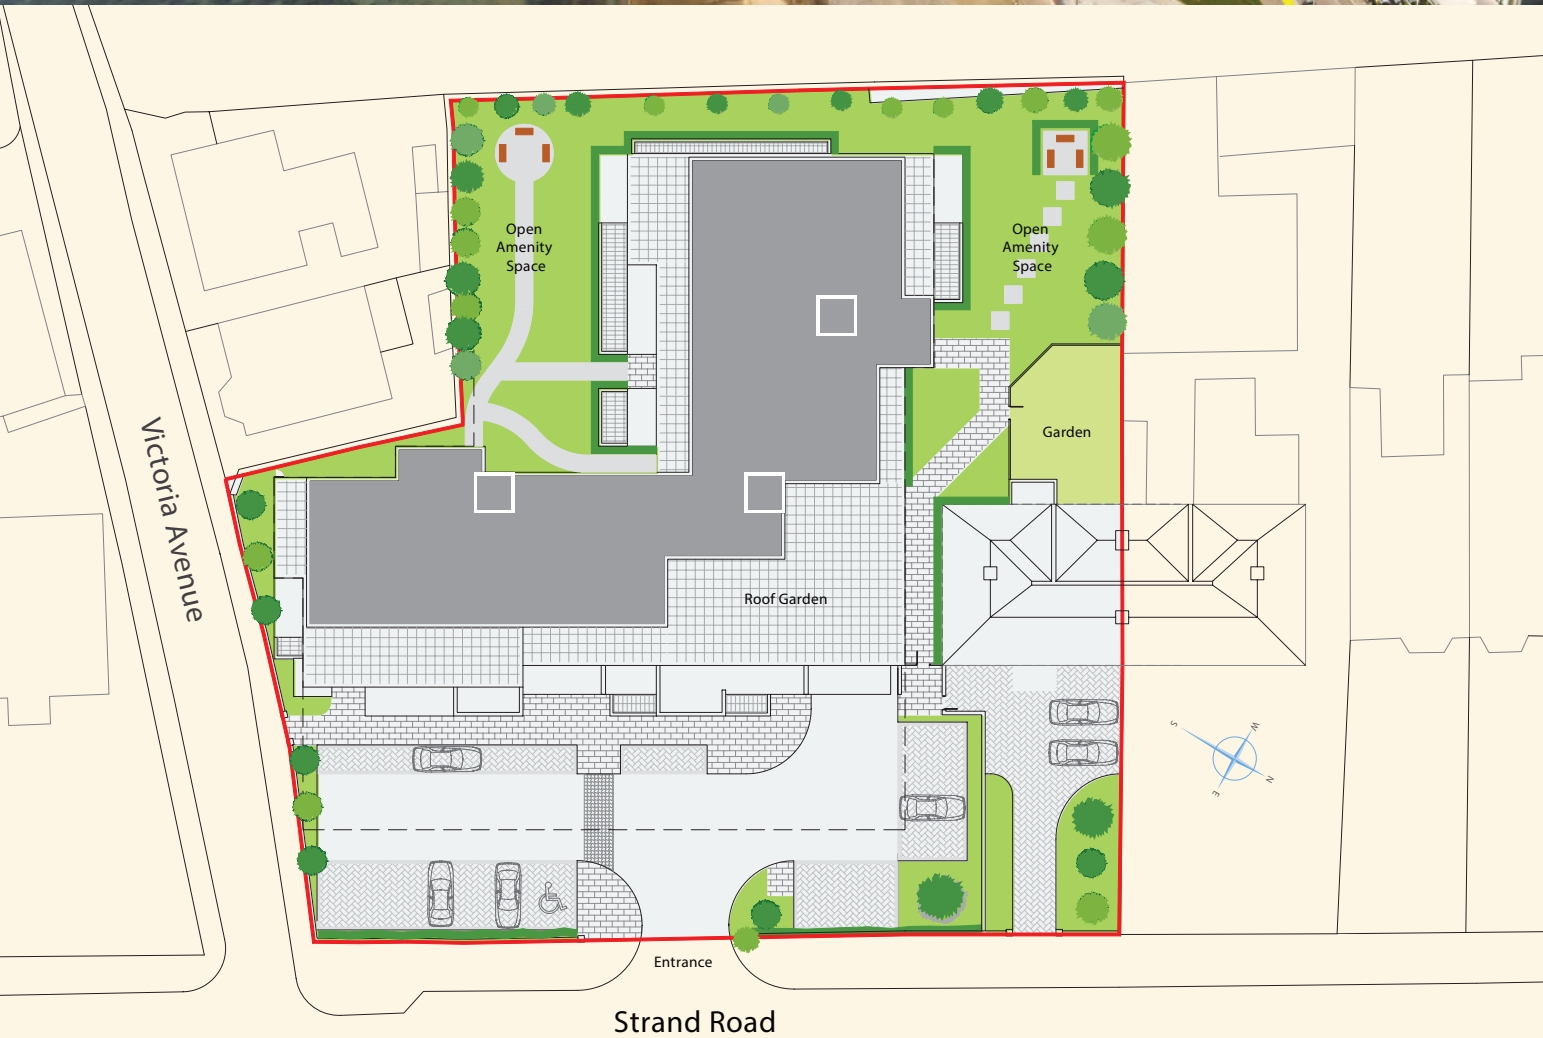 Open
Amenity
Space
Open
Amenity
Space
Victoria Avenue
Garden
Roof Garden
S
W
N
E
Entrance
Strand Road